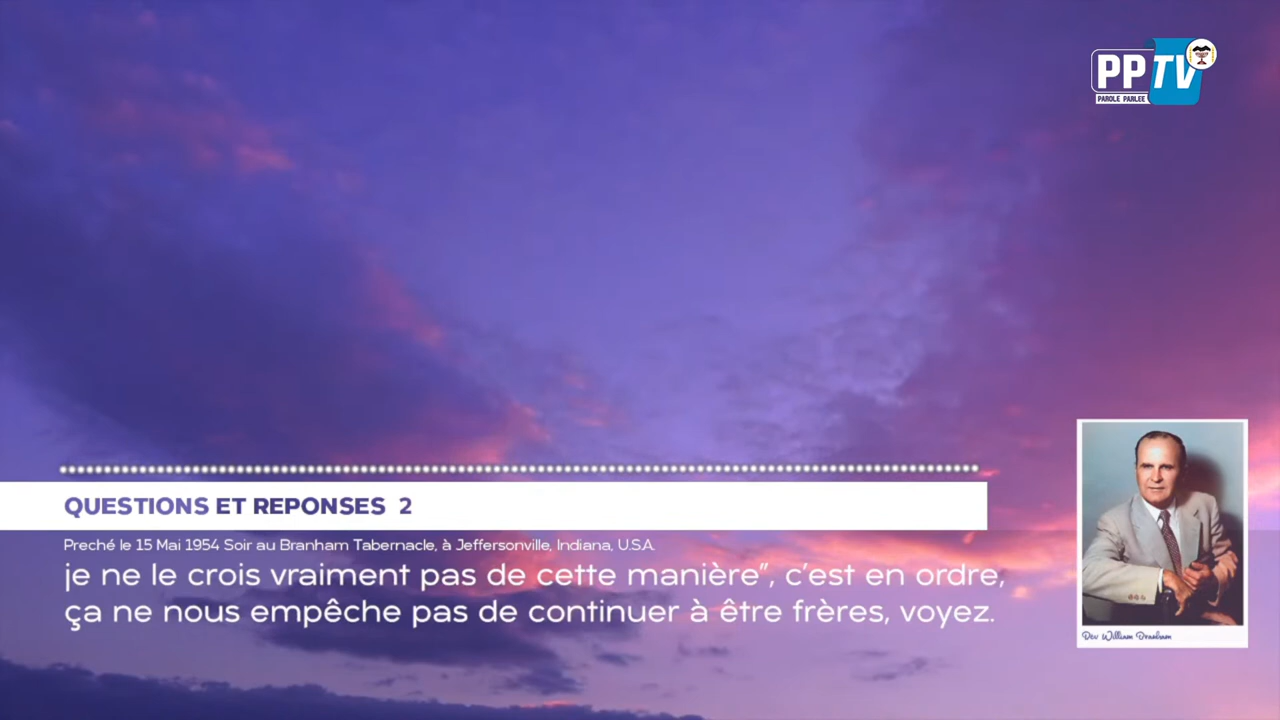 PPTV
PAROLE PARLEE
QUESTIONS ET REPONSES 2
Preché le 15 Mai 1954 Soir au Branham Tabernacle, à Jeffersonville, Indiana, U.S.A.
je ne le crois vraiment pas de cette manière”, c’est en ordre,
ça ne nous empêche pas de continuer à être frères, voyez.
Rev William Branham